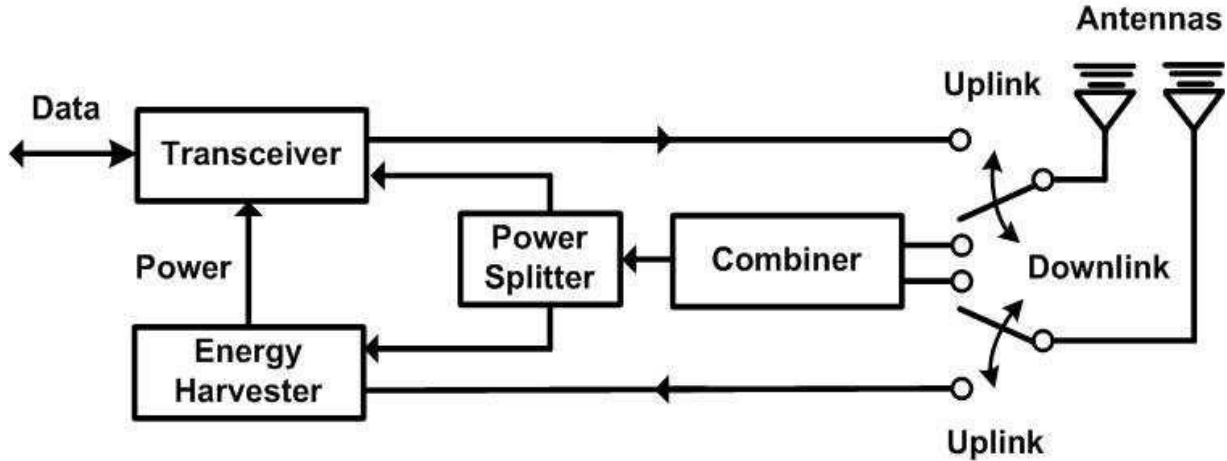 Antennas
Uplink
Data
Transceiver
Power
Splitter
Combiner
Power
Downlink
Energy
Harvester
Uplink